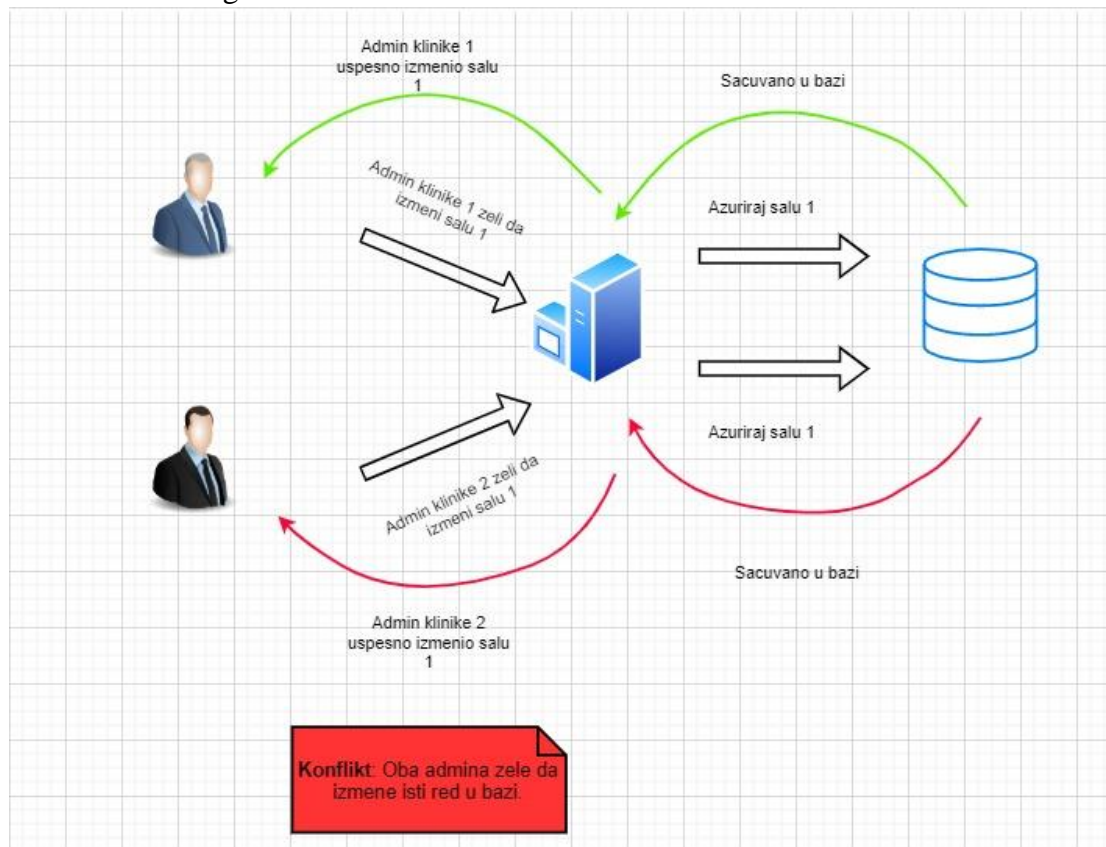 Admin klinike 1
uspesno izmenio salu
1
Sacuvano u bazi
Admin klinike 1 zeli da
izmeni salu 1
Azuriraj salu 1
Azuriraj salu 1
Admin klinike 2 zeli da
izmeni salu 1
Sacuvano u bazi
Admin klinike 2
uspesno izmenio salu
1
Konflikt: Oba admina zele da
izmene isti red u bazi.